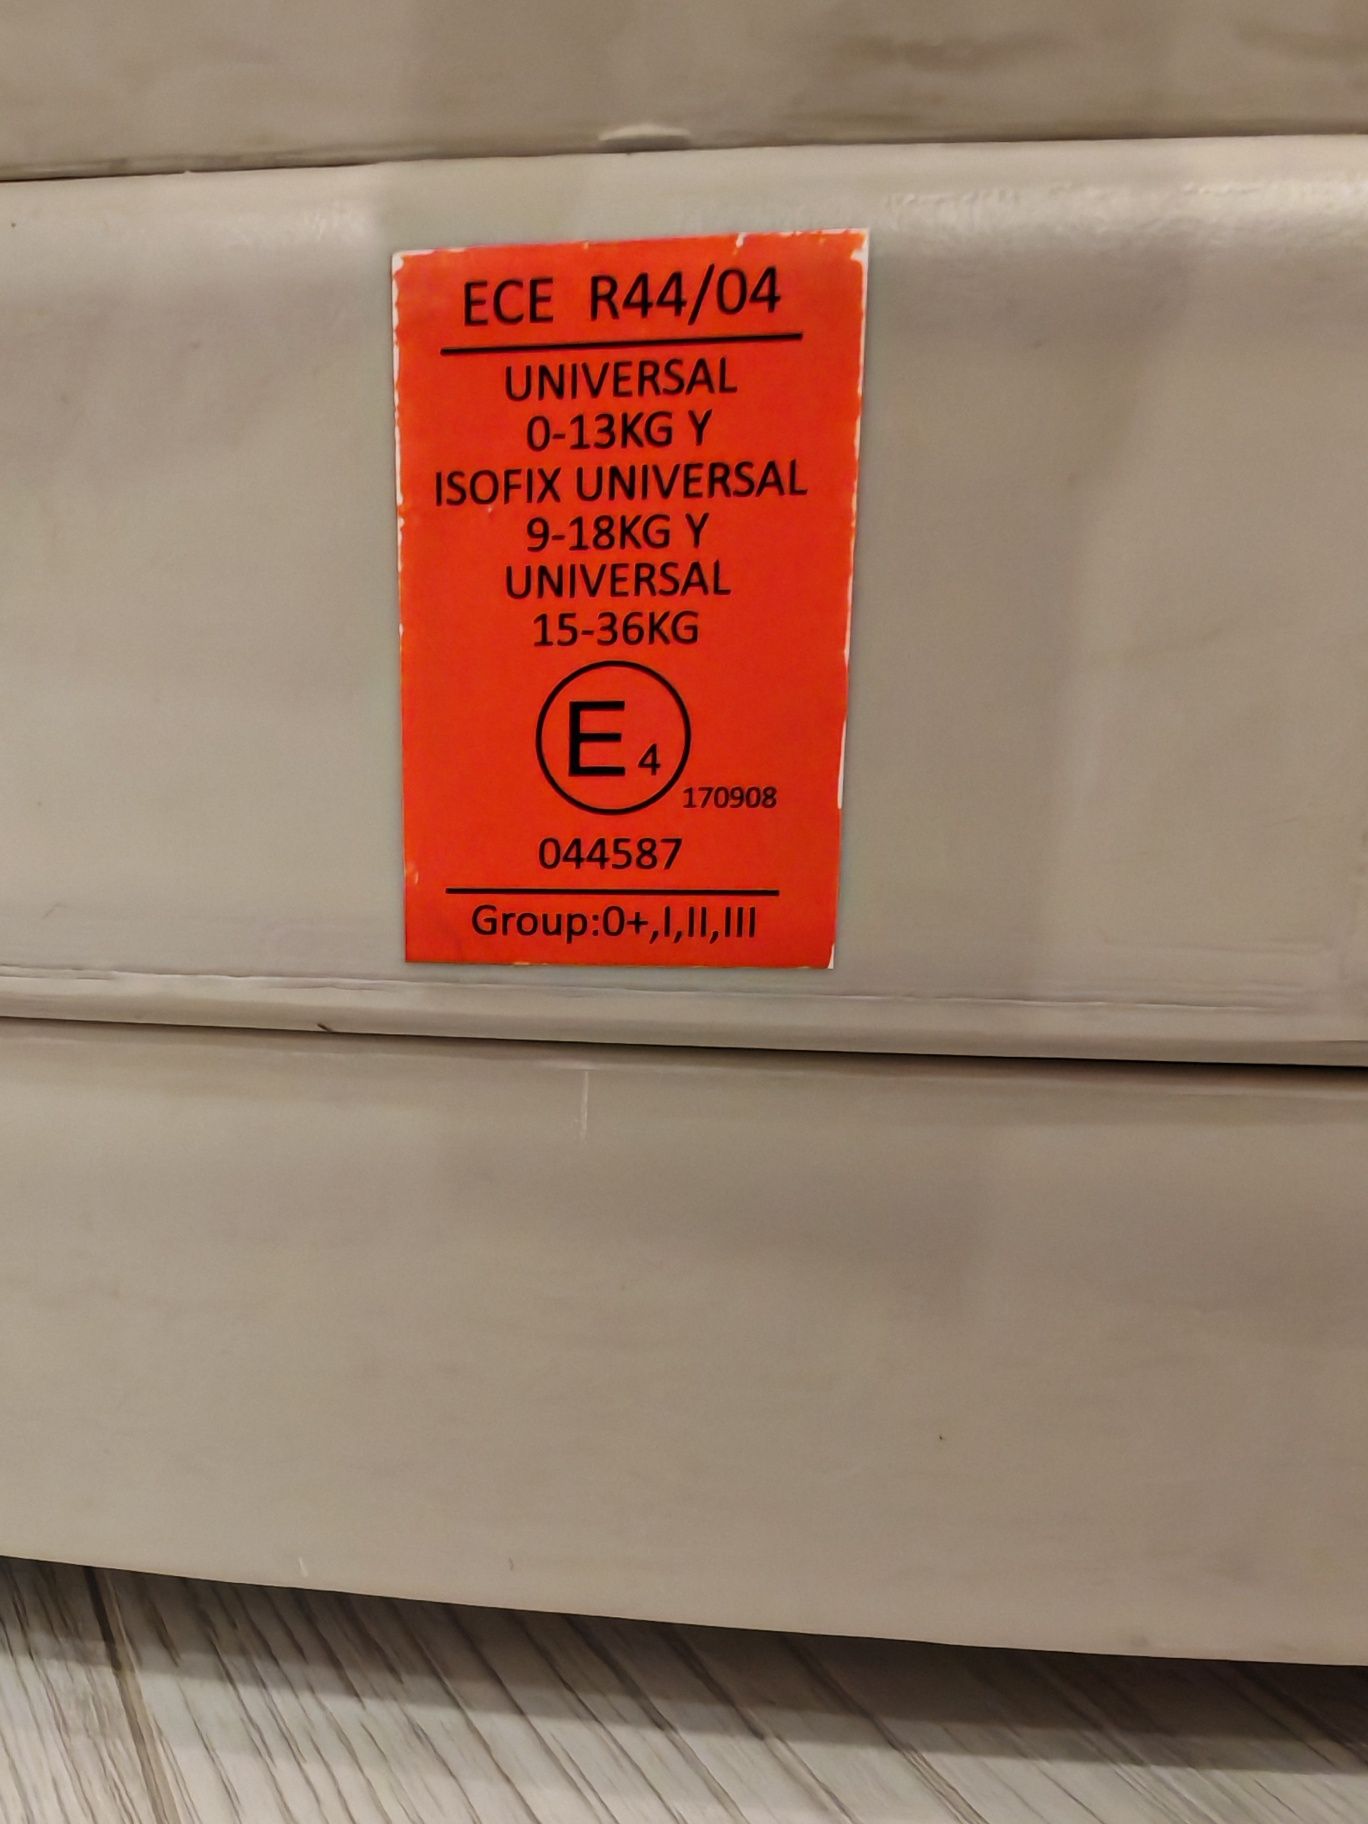 ECE R44/04
UNIVERSAL
0-13KG Y
ISOFIX UNIVERSAL
9-18KG Y
UNIVERSAL
15-36KG
E 4
170908
044587
Group:0+,I,II,III